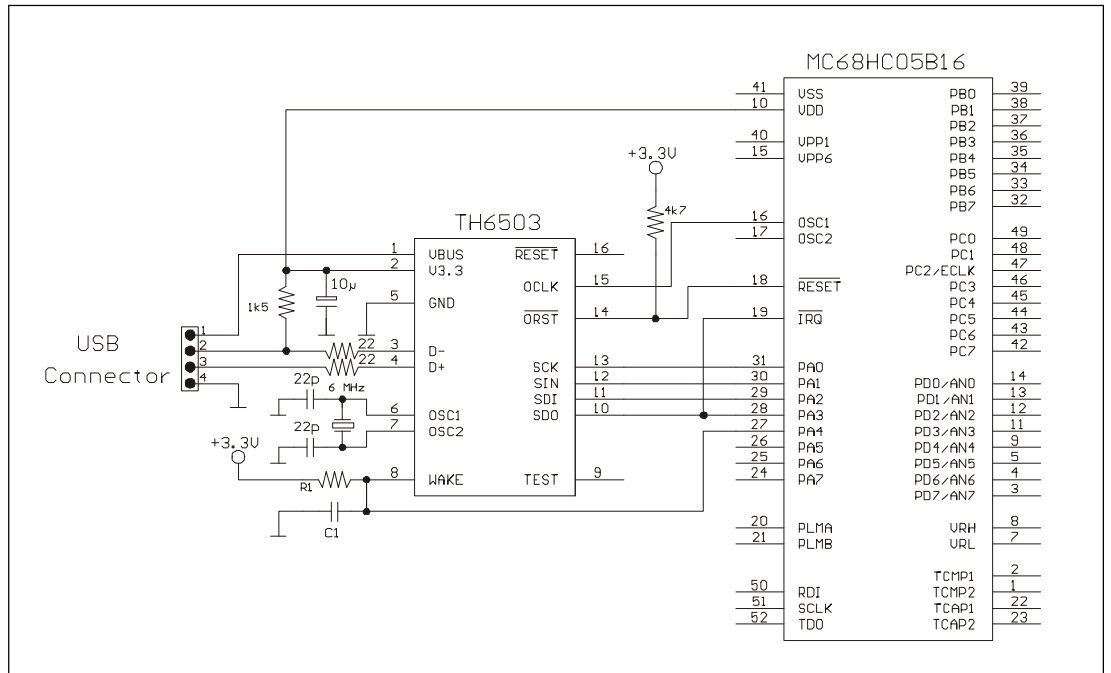 MC68HC05B16
41 VSS
10 VDD
40 VPP1
15 VPP6
16 OSC1
17 OSC2
18 RESET
19 IRQ
31 PA0
30 PA1
29 PA2
28 PA3
27 PA4
26 PA5
25 PA6
24 PA7
20 PLMA
21 PLMB
50 RDI
51 SCLK
52 TDO
PB0 39
PB1 38
PB2 37
PB3 36
PB4 35
PB5 34
PB6 33
PB7 32
PC0 49
PC1 48
PC2/ECLK 47
PC3 46
PC4 45
PC5 44
PC6 43
PC7 42
PD0/AN0 14
PD1/AN1 13
PD2/AN2 12
PD3/AN3 11
PD4/AN4 9
PD5/AN5 5
PD6/AN6 4
PD7/AN7 3
VRH 8
VRL 7
TCMP1 2
TCMP2 1
TCAP1 22
TCAP2 23
+3.3V
4k7
TH6503
1 VBUS
2 V3.3
5 GND
3 D-
4 D+
6 OSC1
7 OSC2
8 WAKE
RESET 16
OCLK 15
ORST 14
SCK 13
SIN 12
SDI 11
SDO 10
TEST 9
10µ
1k5
22
22
6 MHz
22p
22p
+3.3V
R1
C1
USB
Connector
1
2
3
4